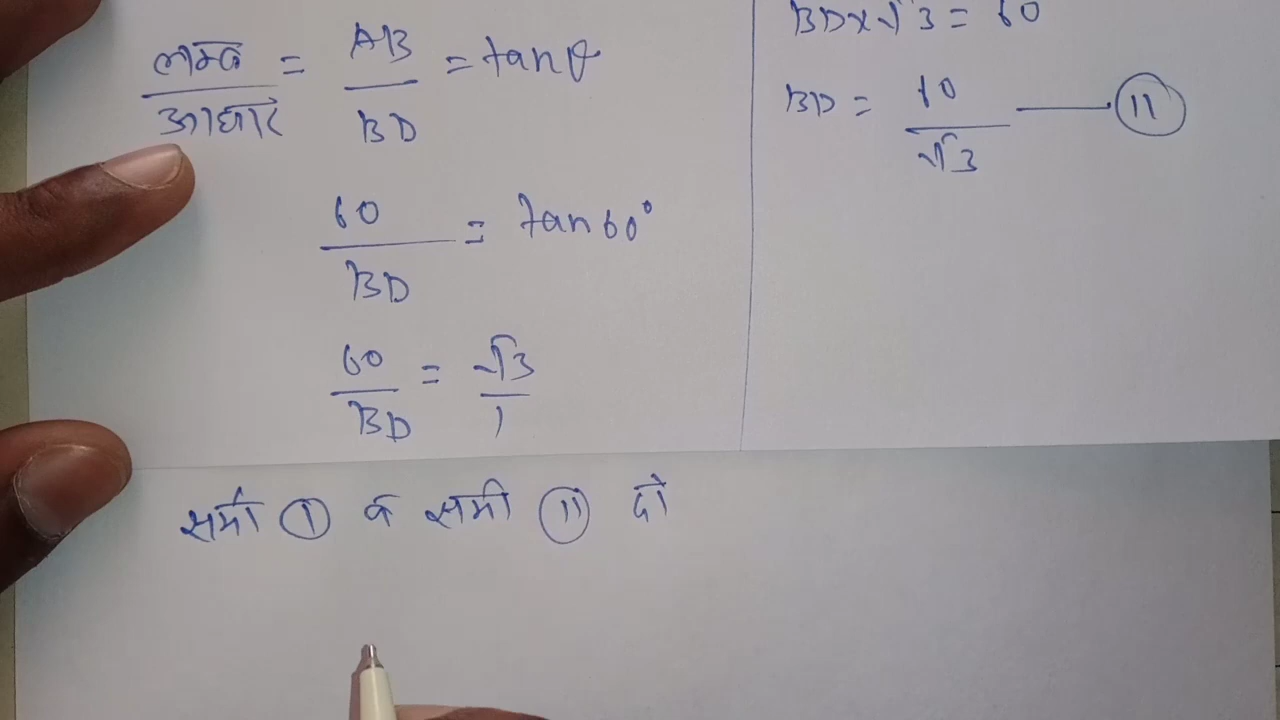 लम्ब/आधार = AB/BD = tanθ
60/BD = tan60°
60/BD = √3/1
BD×√3 = 60
BD = 10/√3 —— (II)
समी (I) व समी (II) दो